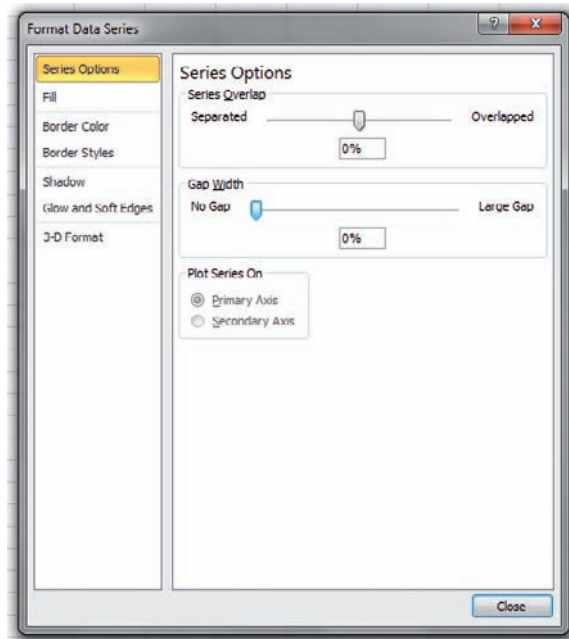 Format Data Series
Series Options
Fill
Border Color
Border Styles
Shadow
Glow and Soft Edges
3-D Format
Series Options
Series Overlap
Separated Overlapped
0%
Gap Width
No Gap Large Gap
0%
Plot Series On
Primary Axis
Secondary Axis
Close